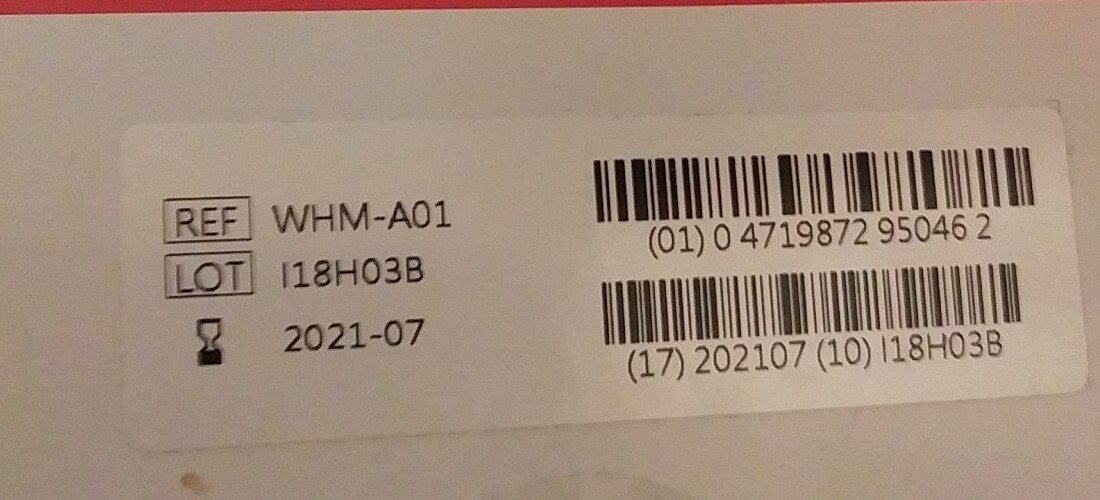 REF WHM-A01
LOT I18H03B
2021-07
(01) 0 4719872 95046 2
(17) 202107 (10) I18H03B